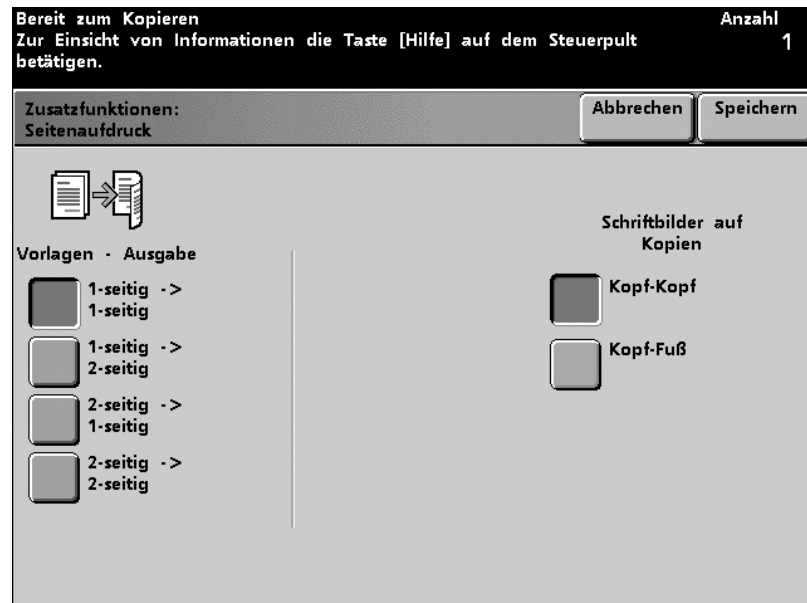 Bereit zum Kopieren
Anzahl
Zur Einsicht von Informationen die Taste [Hilfe] auf dem Steuerpult
1
betätigen.
Zusatzfunktionen:
Seitenaufdruck
Abbrechen
Speichern
Vorlagen - Ausgabe
1-seitig ->
1-seitig
1-seitig ->
2-seitig
2-seitig ->
1-seitig
2-seitig ->
2-seitig
Schriftbilder auf
Kopien
Kopf-Kopf
Kopf-Fuß